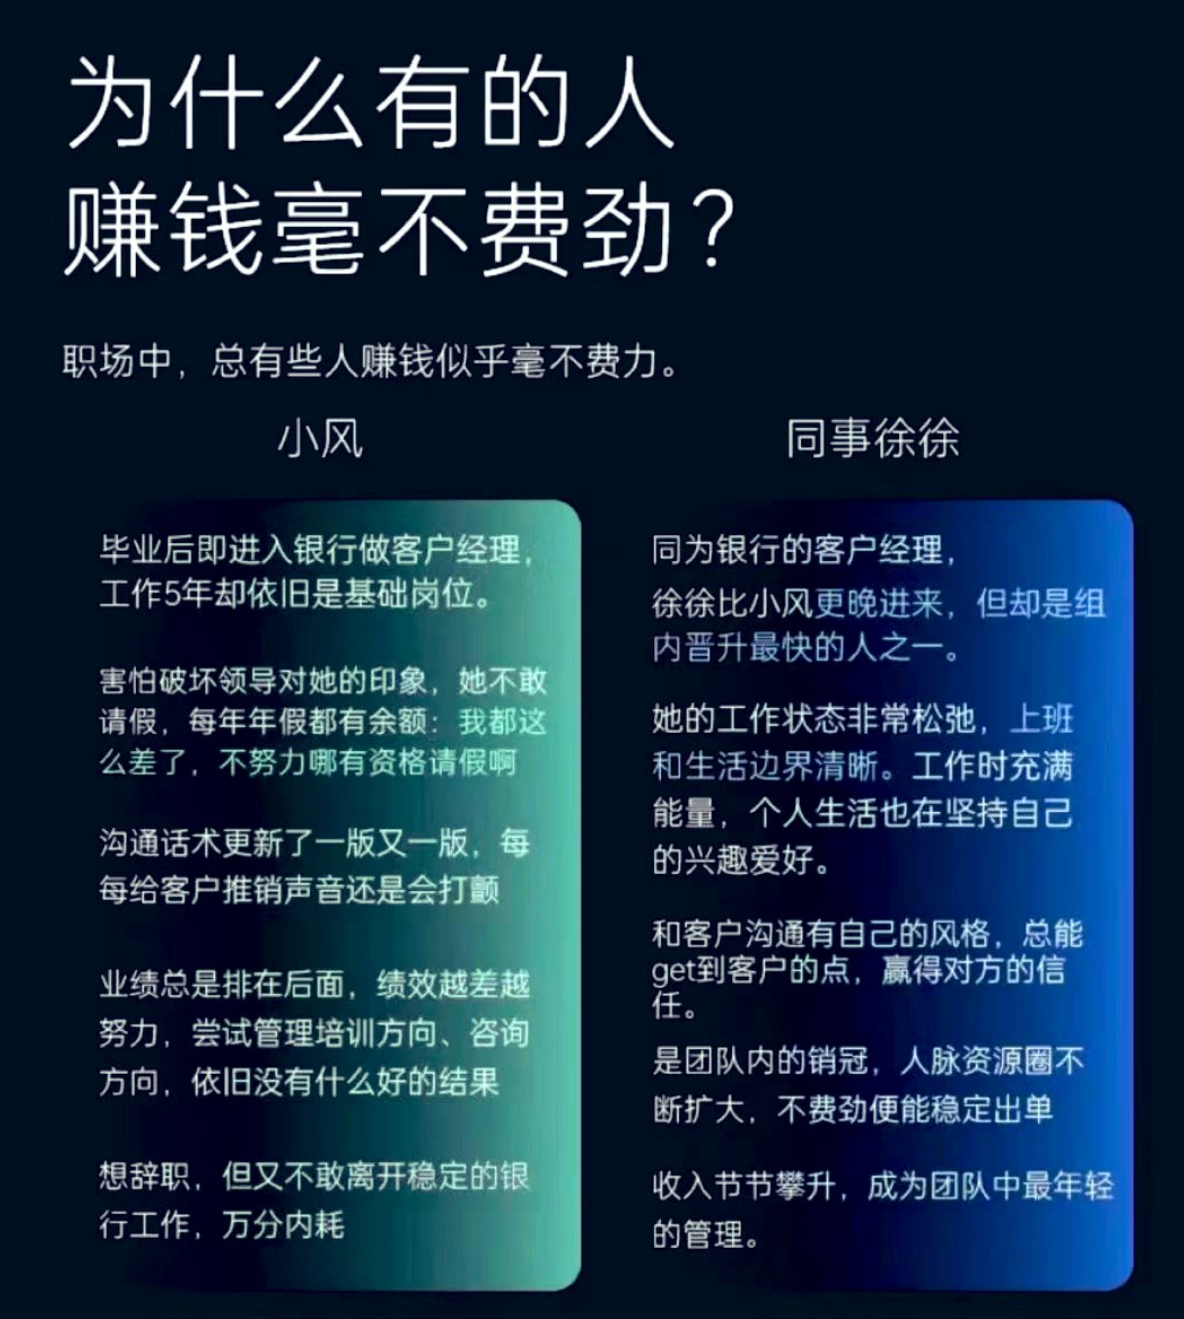 为什么有的人
赚钱毫不费劲?
职场中，总有些人赚钱似乎毫不费力。
小风
毕业后即进入银行做客户经理，
工作5年却依旧是基础岗位。
害怕破坏领导对她的印象，她不敢
请假，每年年假都有余额：我都这
么差了，不努力哪有资格请假啊
沟通话术更新了一版又一版，每
每给客户推销声音还是会打颤
业绩总是排在后面，绩效越差越
努力，尝试管理培训方向、咨询
方向，依旧没有什么好的结果
想辞职，但又不敢离开稳定的银
行工作，万分内耗
同事徐徐
同为银行的客户经理，
徐徐比小风更晚进来，但却是组
内晋升最快的人之一。
她的工作状态非常松弛，上班
和生活边界清晰。工作时充满
能量，个人生活也在坚持自己
的兴趣爱好。
和客户沟通有自己的风格，总能
get到客户的点，赢得对方的信
任。
是团队内的销冠，人脉资源圈不
断扩大，不费劲便能稳定出单
收入节节攀升，成为团队中最年轻
的管理。